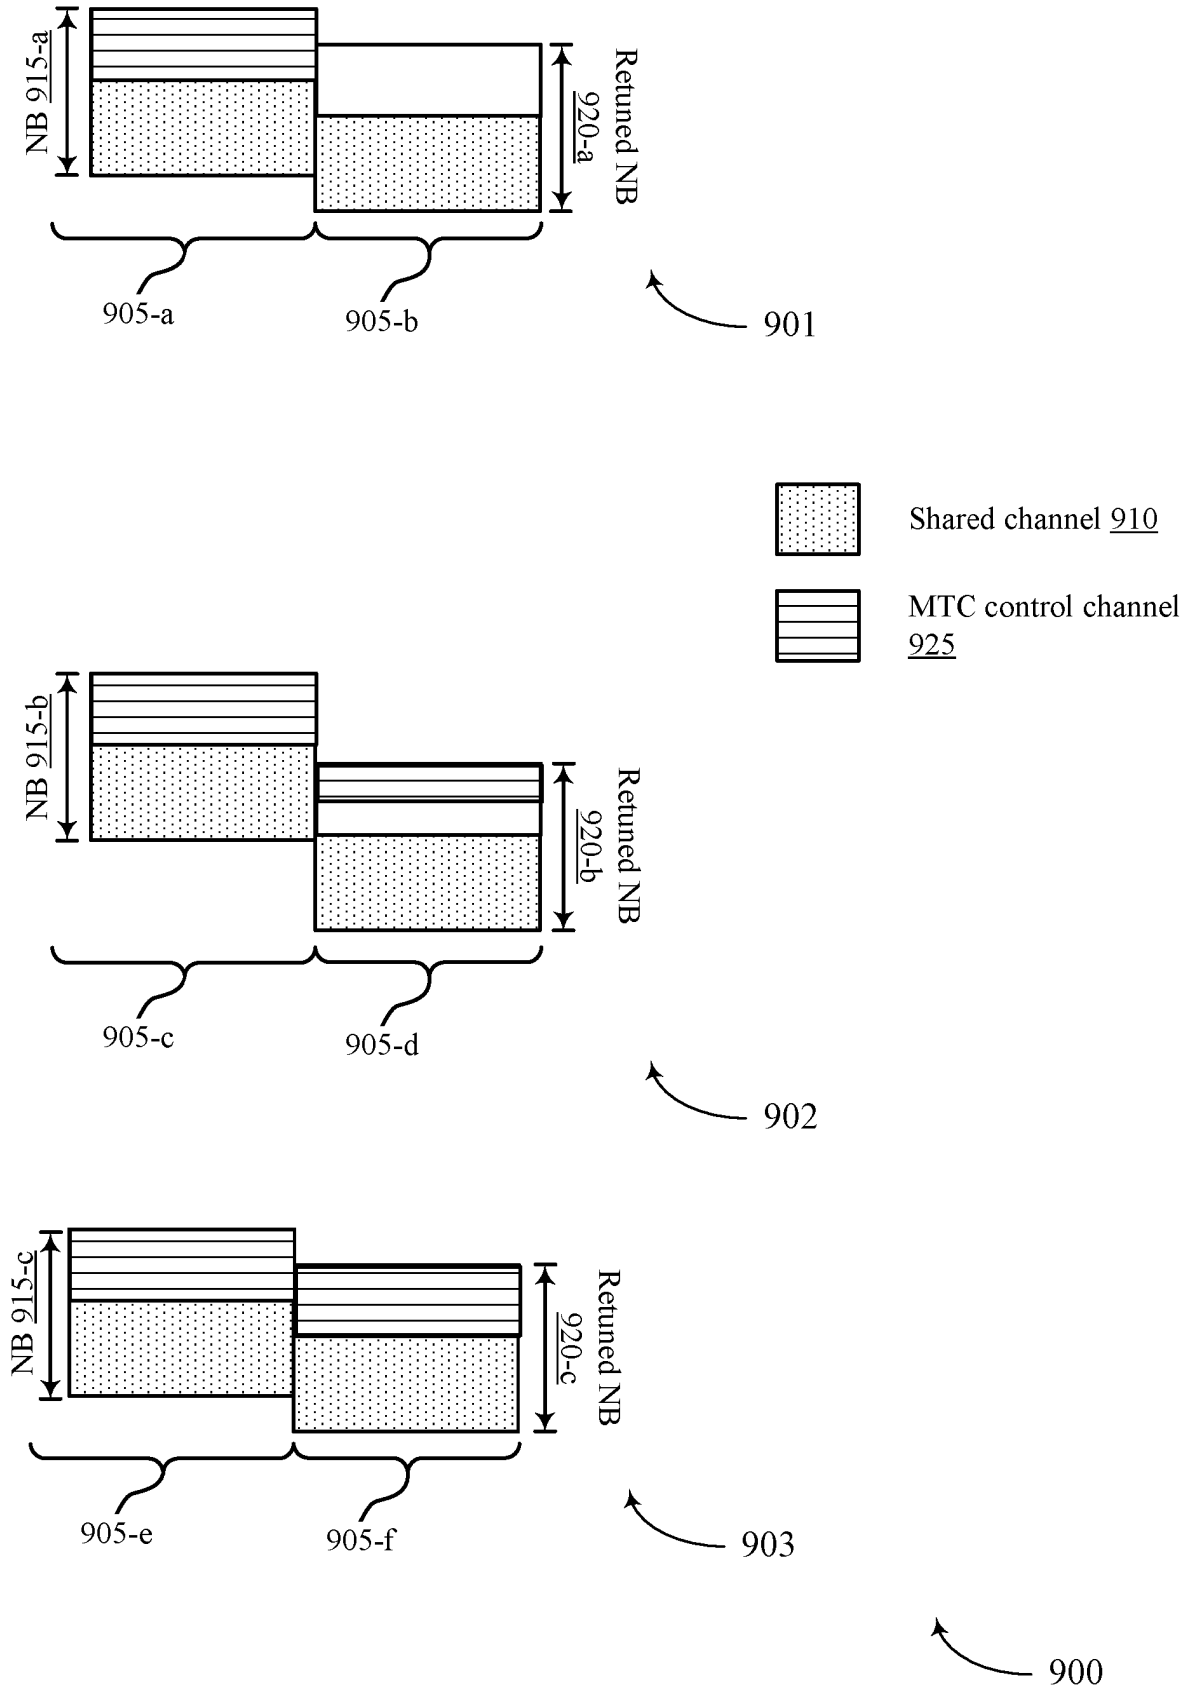 NB 915-a
Retuned NB
920-a
905-a
905-b
901
Shared channel 910
MTC control channel
925
NB 915-b
Retuned NB
920-b
905-c
905-d
902
NB 915-c
Retuned NB
920-c
905-e
905-f
903
900